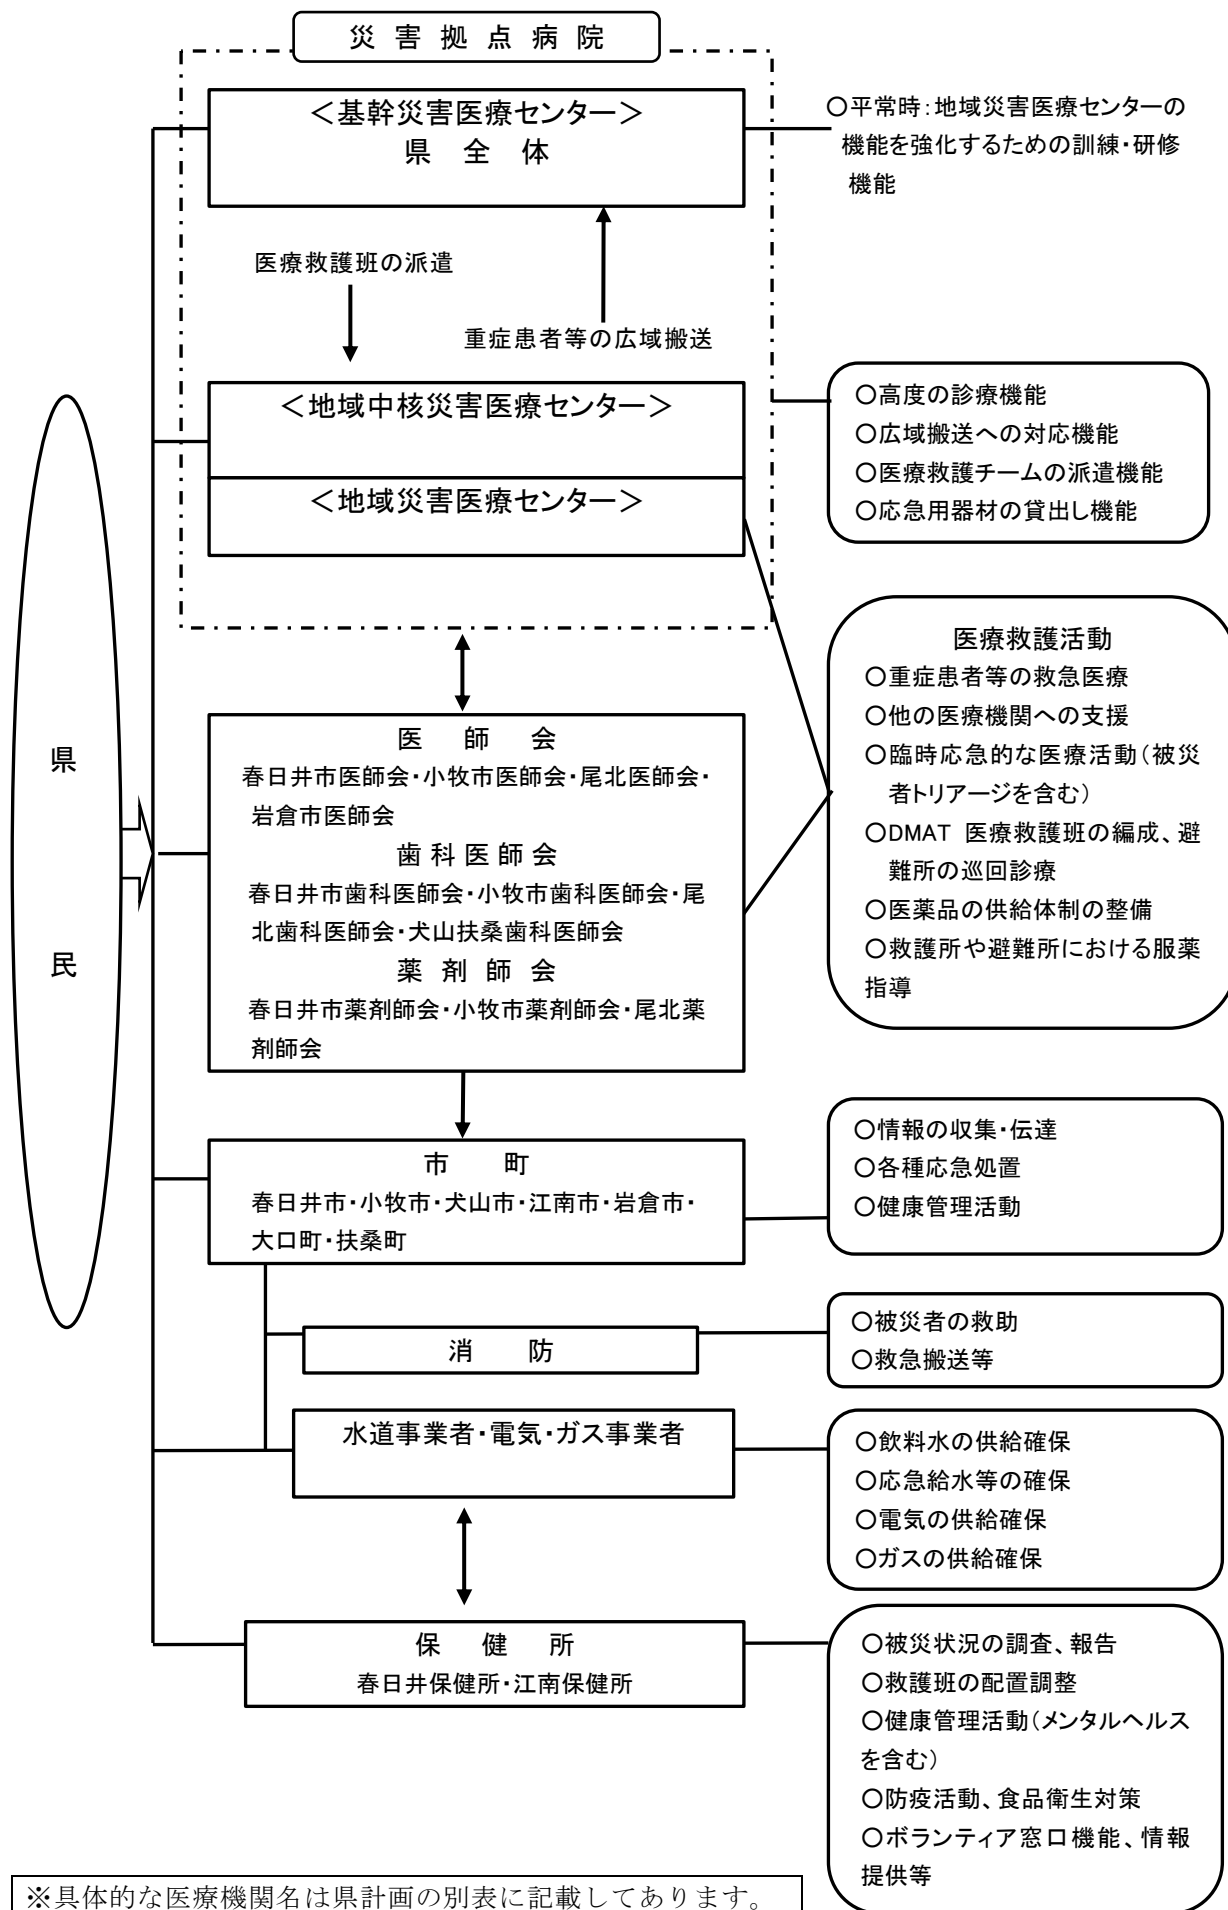 災害拠点病院
＜基幹災害医療センター＞
県全体
○平常時：地域災害医療センターの
機能を強化するための訓練・研修
機能
医療救護班の派遣
重症患者等の広域搬送
＜地域中核災害医療センター＞
＜地域災害医療センター＞
○高度の診療機能
○広域搬送への対応機能
○医療救護チームの派遣機能
○応急用器材の貸出し機能
県
民
医師会
春日井市医師会・小牧市医師会・尾北医師会・
岩倉市医師会
歯科医師会
春日井市歯科医師会・小牧市歯科医師会・尾
北歯科医師会・犬山扶桑歯科医師会
薬剤師会
春日井市薬剤師会・小牧市薬剤師会・尾北薬
剤師会
医療救護活動
○重症患者等の救急医療
○他の医療機関への支援
○臨時応急的な医療活動（被災
者トリアージを含む）
○DMAT 医療救護班の編成、避
難所の巡回診療
○医薬品の供給体制の整備
○救護所や避難所における服薬
指導
市町
春日井市・小牧市・犬山市・江南市・岩倉市・
大口町・扶桑町
○情報の収集・伝達
○各種応急処置
○健康管理活動
消防
○被災者の救助
○救急搬送等
水道事業者・電気・ガス事業者
○飲料水の供給確保
○応急給水等の確保
○電気の供給確保
○ガスの供給確保
保健所
春日井保健所・江南保健所
○被災状況の調査、報告
○救護班の配置調整
○健康管理活動（メンタルヘルス
を含む）
○防疫活動、食品衛生対策
○ボランティア窓口機能、情報
提供等
※具体的な医療機関名は県計画の別表に記載してあります。